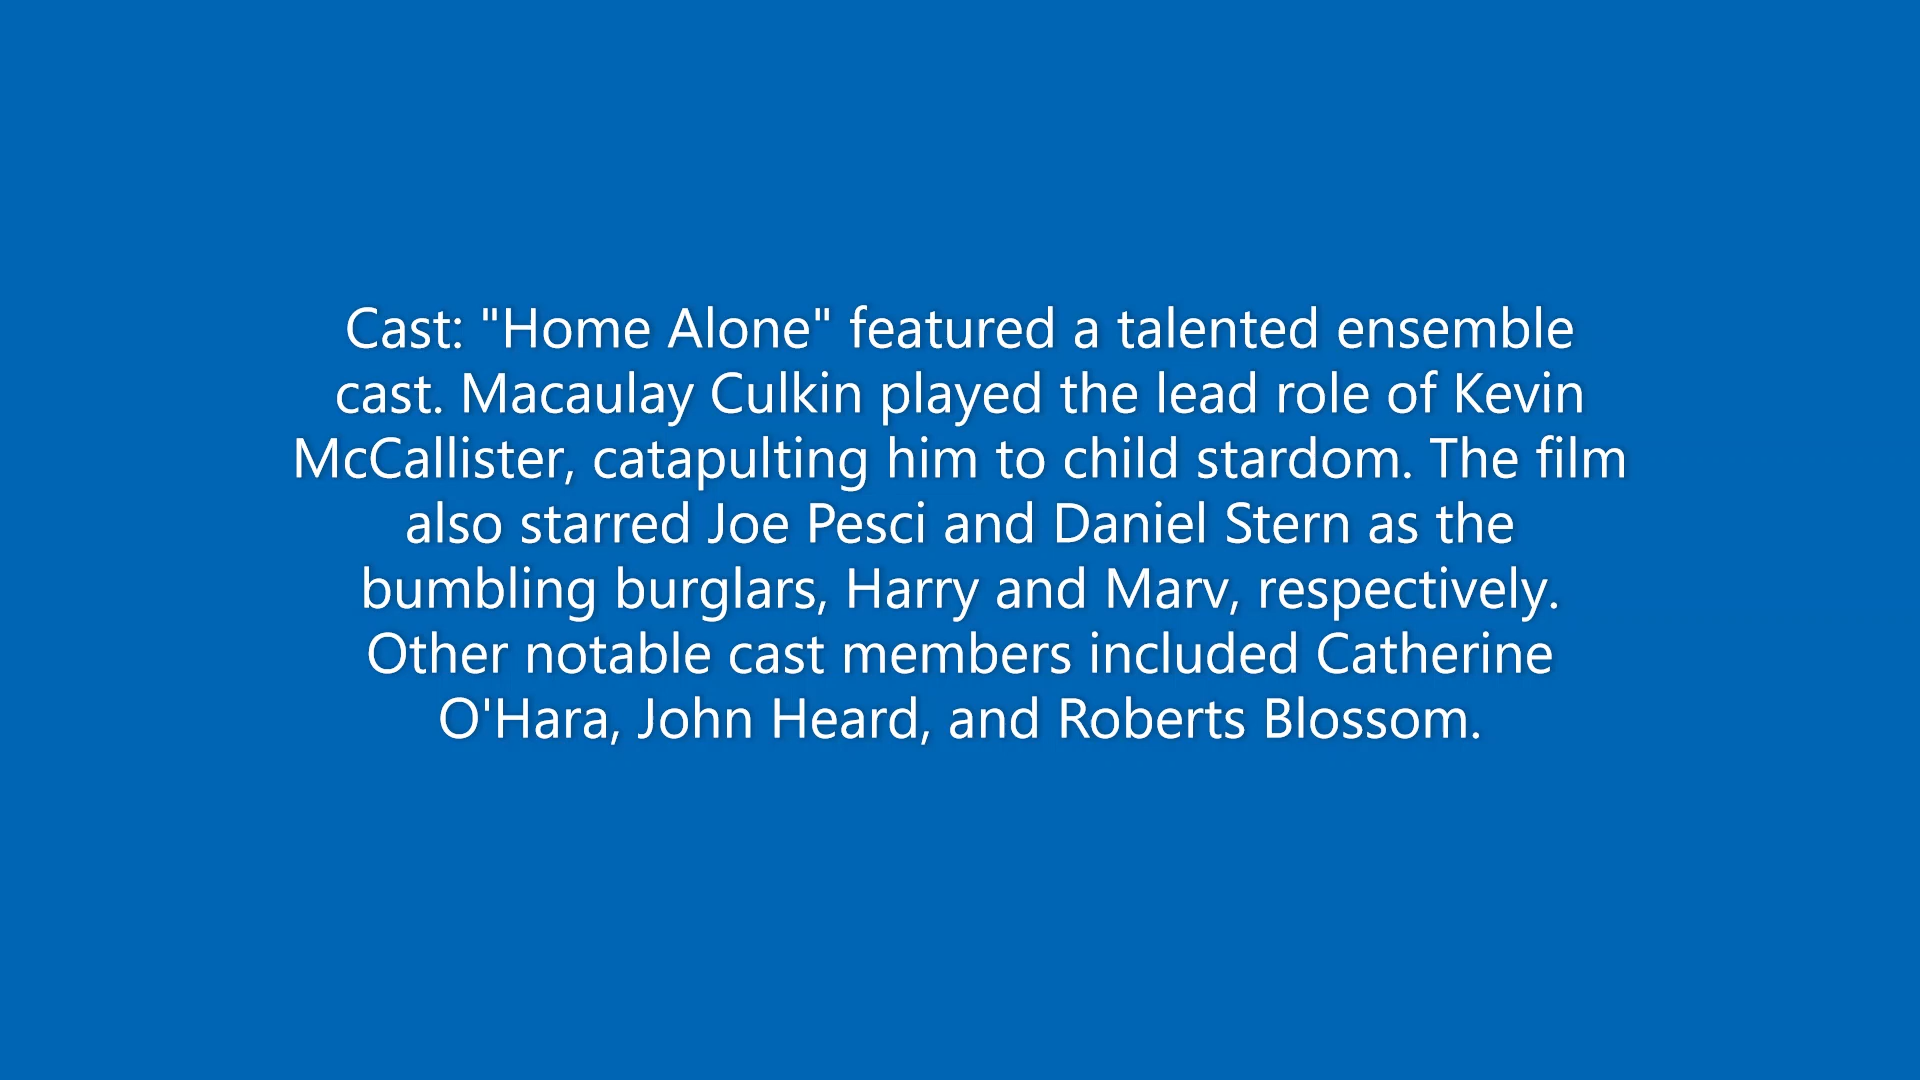 Cast: "Home Alone" featured a talented ensemble
cast. Macaulay Culkin played the lead role of Kevin
McCallister, catapulting him to child stardom. The film
also starred Joe Pesci and Daniel Stern as the
bumbling burglars, Harry and Marv, respectively.
Other notable cast members included Catherine
O'Hara, John Heard, and Roberts Blossom.